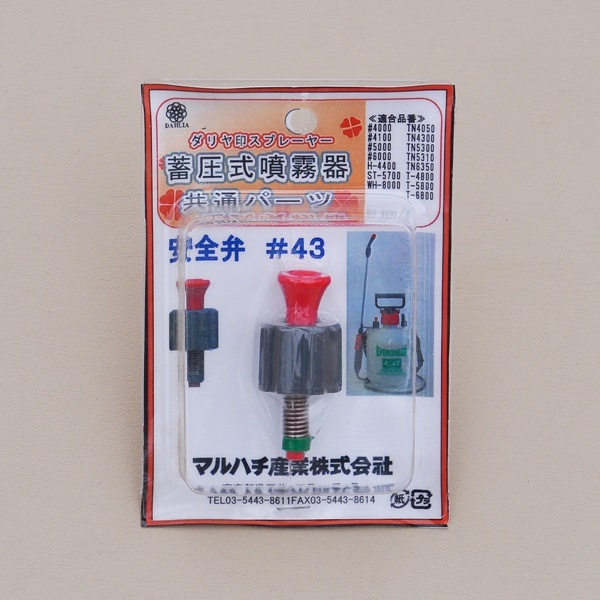 DAHLIA
ダリヤ印スプレーヤー
蓄圧式噴霧器
共通パーツ
≪適合品番≫
#4000 TN4050
#4100 TN4300
#5000 TN5300
#6000 TN5310
H-4400 TN6350
ST-5700 T-4800
WH-8000 T-5800
T-6800
安全弁 #43
EVERGREEN
マルハチ産業株式会社
TEL03-5443-8611FAX03-5443-8614
紙 プラ